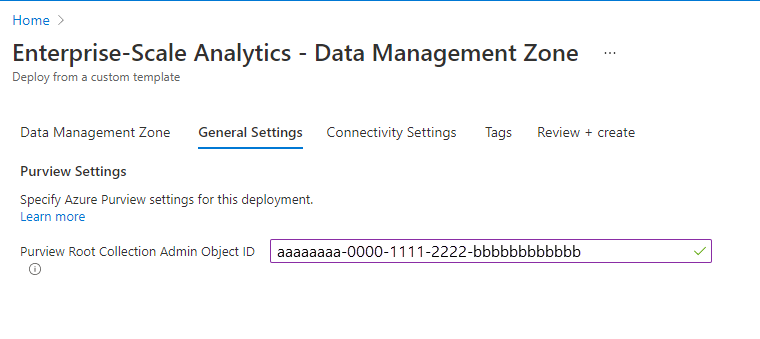 Home
Enterprise-Scale Analytics - Data Management Zone ...
Deploy from a custom template
Data Management Zone General Settings Connectivity Settings Tags Review + create
Purview Settings
Specify Azure Purview settings for this deployment.
Learn more
Purview Root Collection Admin Object ID aaaaaaaa-0000-1111-2222-bbbbbbbbbbbb